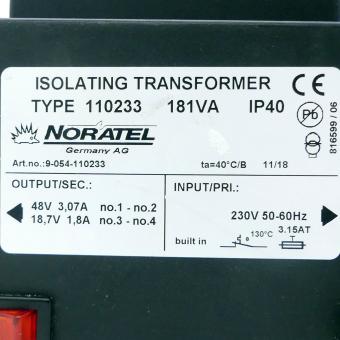 ISOLATING TRANSFORMER
TYPE 110233 181VA IP40
CE
Pb
NORATEL
Germany AG
816599 / 06
Art.no.:9-054-110233 ta=40°C/B 11/18
OUTPUT/SEC.:
48V 3,07A no.1 - no.2
18,7V 1,8A no.3 - no.4
INPUT/PRI.:
230V 50-60Hz
built in 130°C 3.15AT